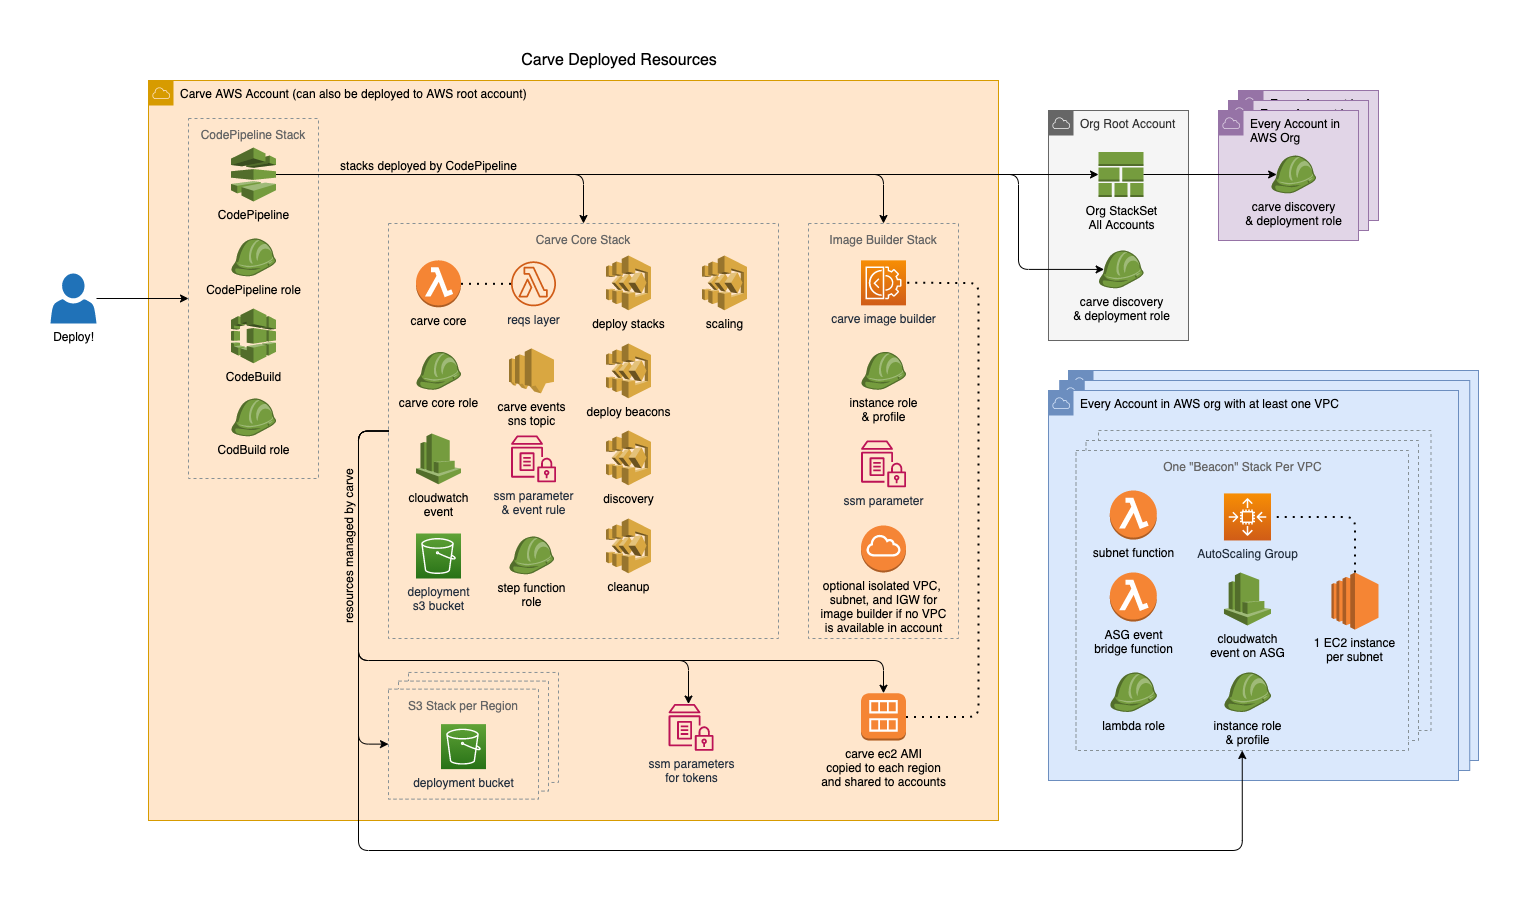 Carve Deployed Resources
Carve AWS Account (can also be deployed to AWS root account)
CodePipeline Stack
CodePipeline
CodePipeline role
CodeBuild
CodBuild role
Deploy!
stacks deployed by CodePipeline
Carve Core Stack
carve core
reqs layer
deploy stacks
scaling
carve core role
carve events
sns topic
deploy beacons
cloudwatch
event
ssm parameter
& event rule
discovery
deployment
s3 bucket
step function
role
cleanup
Image Builder Stack
carve image builder
instance role
& profile
ssm parameter
optional isolated VPC,
subnet, and IGW for
image builder if no VPC
is available in account
resources managed by carve
S3 Stack per Region
deployment bucket
ssm parameters
for tokens
carve ec2 AMI
copied to each region
and shared to accounts
Org Root Account
Org StackSet
All Accounts
carve discovery
& deployment role
Every Account in
AWS Org
carve discovery
& deployment role
Every Account in AWS org with at least one VPC
One "Beacon" Stack Per VPC
subnet function
AutoScaling Group
ASG event
bridge function
cloudwatch
event on ASG
1 EC2 instance
per subnet
lambda role
instance role
& profile